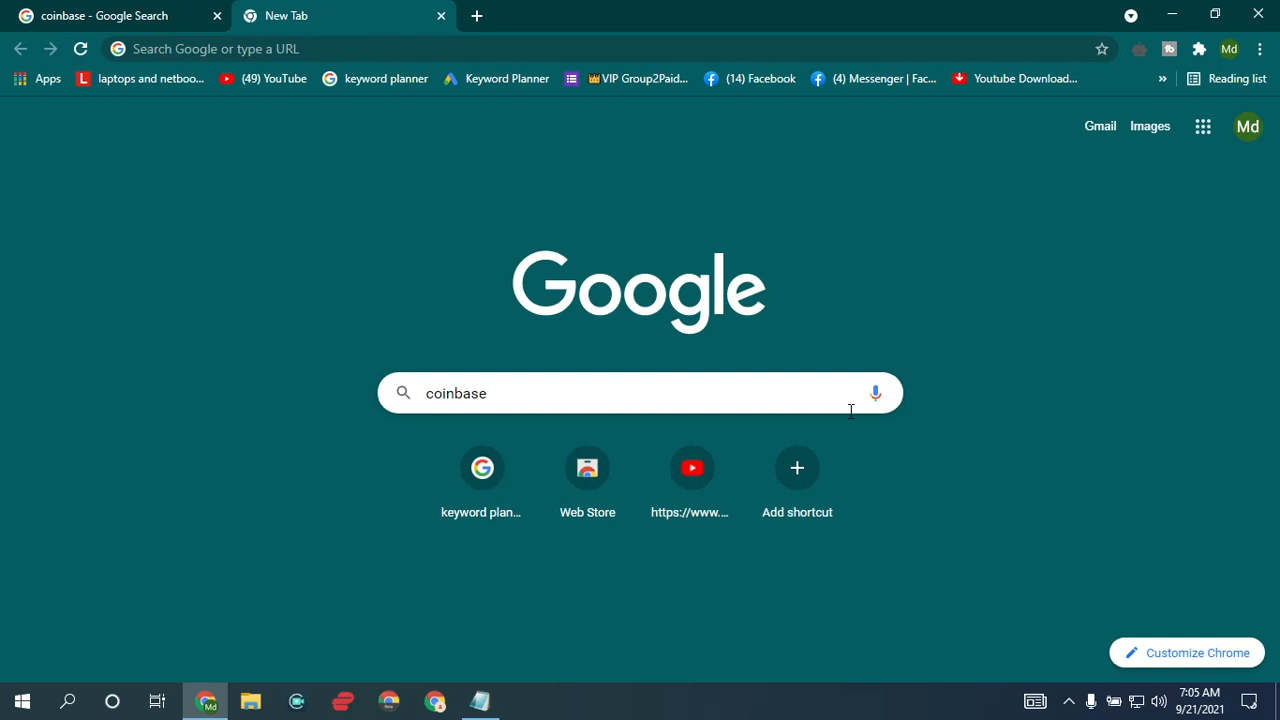 coinbase - Google Search
New Tab
Search Google or type a URL
Md
Apps
laptops and netboo...
(49) YouTube
keyword planner
Keyword Planner
VIP Group2Paid...
(14) Facebook
(4) Messenger | Fac...
Youtube Download...
»
Reading list
Gmail
Images
Md
Google
coinbase
keyword plan...
Web Store
https://www....
Add shortcut
Customize Chrome
7:05 AM
9/21/2021